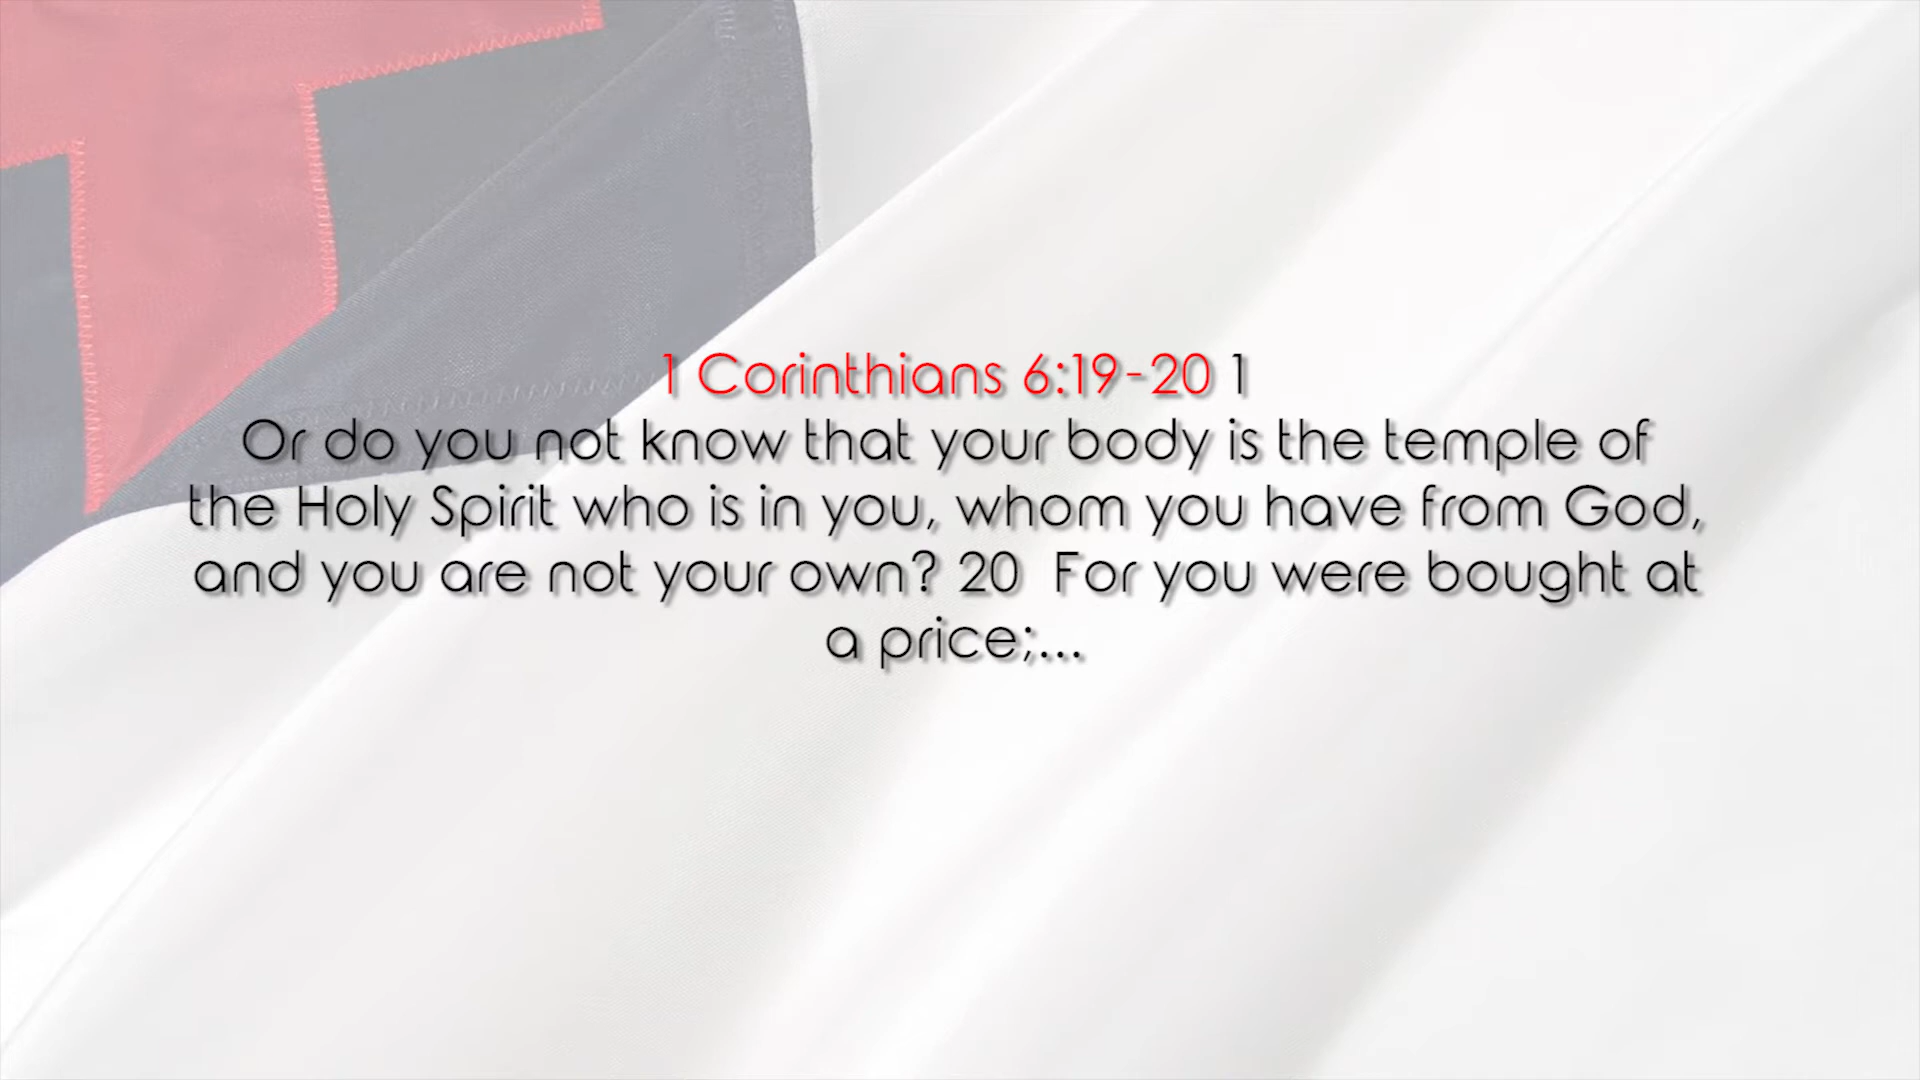 1 Corinthians 6:19-20 1
Or do you not know that your body is the temple of
the Holy Spirit who is in you, whom you have from God,
and you are not your own? 20  For you were bought at
a price;...